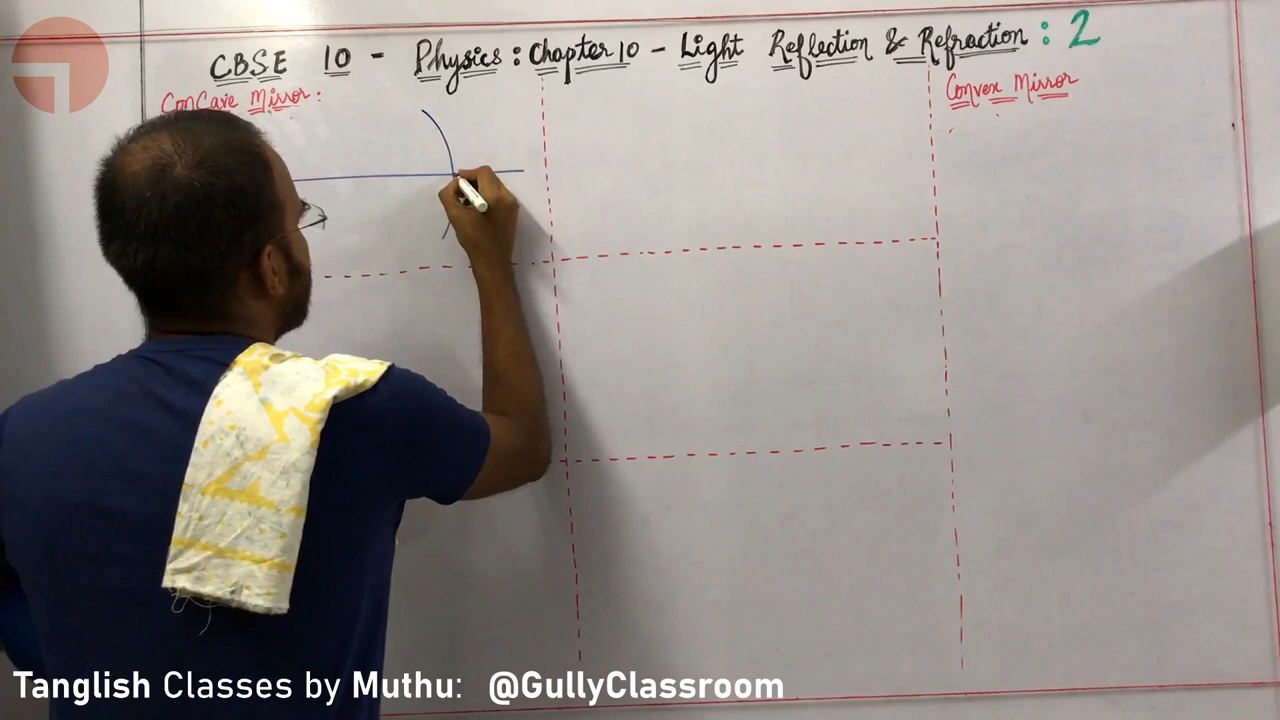 CBSE 10 - Physics : Chapter 10 - Light Reflection & Refraction : 2
ConCave Mirror :
Convex Mirror
Tanglish Classes by Muthu: @GullyClassroom